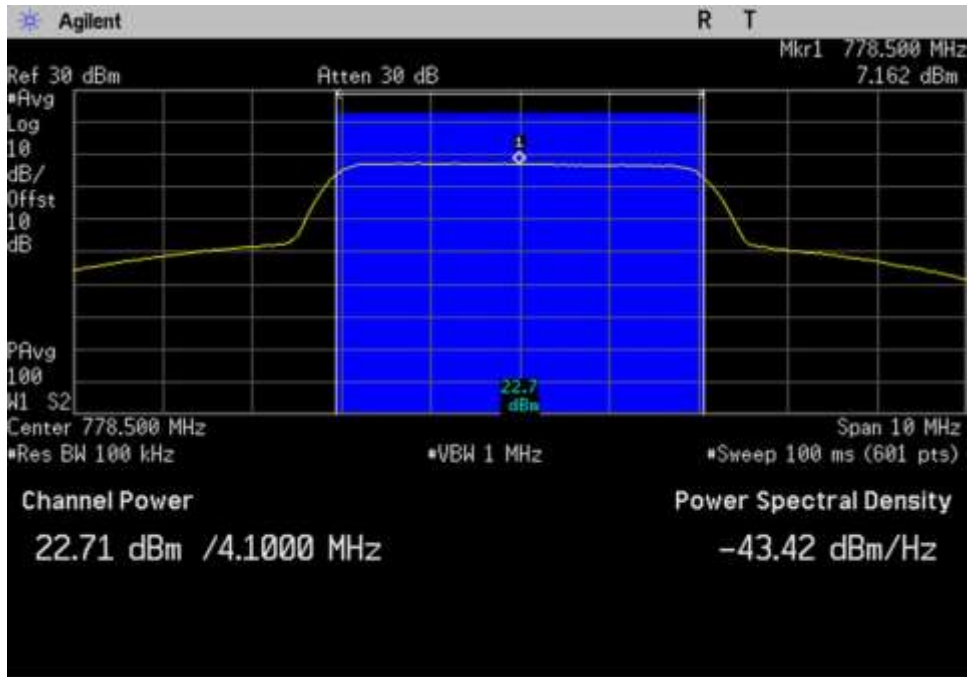 Agilent R T
Mkr1 778.500 MHz
Ref 30 dBm Atten 30 dB 7.162 dBm
#Avg
Log
10
dB/
Offst
10
dB
1
PAvg
100
W1 S2
22.7
dBm
Center 778.500 MHz Span 10 MHz
#Res BW 100 kHz #VBW 1 MHz #Sweep 100 ms (601 pts)
Channel Power Power Spectral Density
22.71 dBm /4.1000 MHz -43.42 dBm/Hz